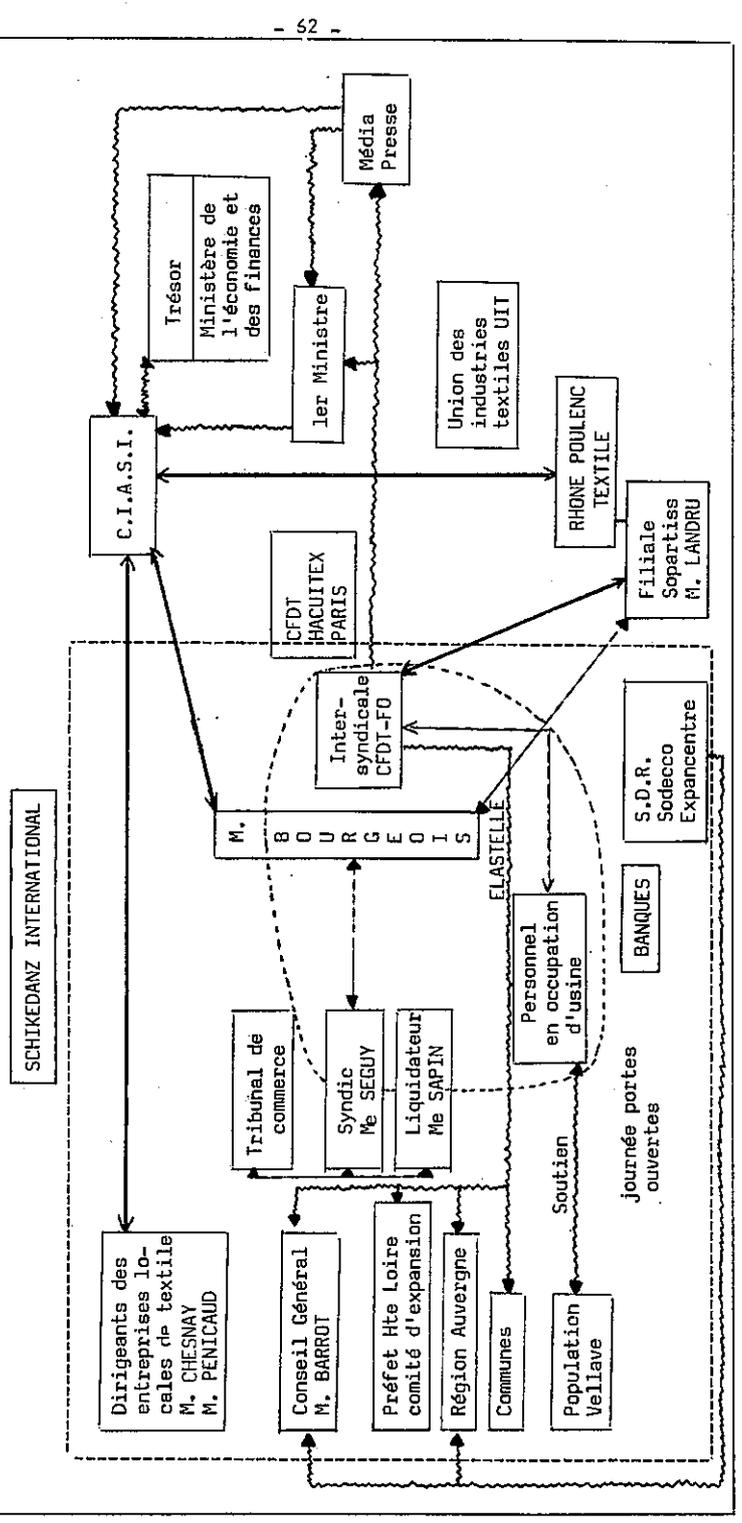 - 62 -
SCHIKEDANZ INTERNATIONAL
Dirigeants des
entreprises lo-
cales de textile
M. CHESNAY
M. PENICAUD
C.I.A.S.I.
Trésor
Ministère de
l'économie et
des finances
1er Ministre
Média
Presse
Tribunal de
commerce
Syndic
Me SEGUY
Liquidateur
Me SAPIN
M.
B
O
U
R
G
E
O
I
S
CFDT
HACUITEX
PARIS
Inter-
syndicale
CFDT-FO
Union des
industries
textiles UIT
Conseil Général
M. BARROT
Préfet Hte Loire
comité d'expansion
Région Auvergne
Communes
ELASTELLE
Personnel
en occupation
d'usine
RHONE POULENC
TEXTILE
Filiale
Sopartiss
M. LANDRU
Population
Vellave
Soutien
journée portes
ouvertes
BANQUES
S.D.R.
Sodecco
Expancentre